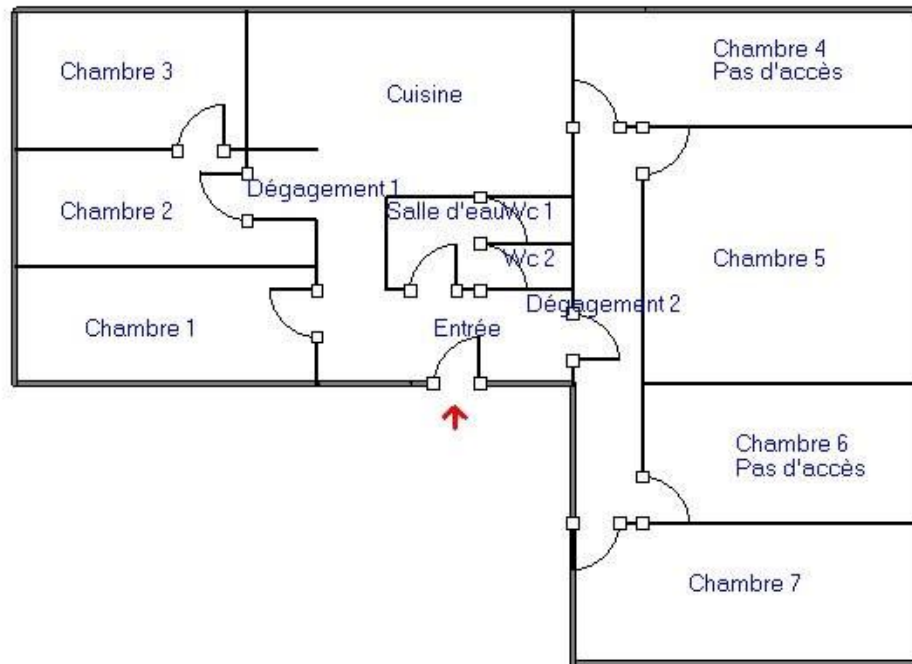 Chambre 4
Pas d'accès
Chambre 3
Cuisine
Dégagement 1
Chambre 2
Salle d'eau
Wc 1
Wc 2
Chambre 5
Dégagement 2
Chambre 1
Entrée
Chambre 6
Pas d'accès
Chambre 7